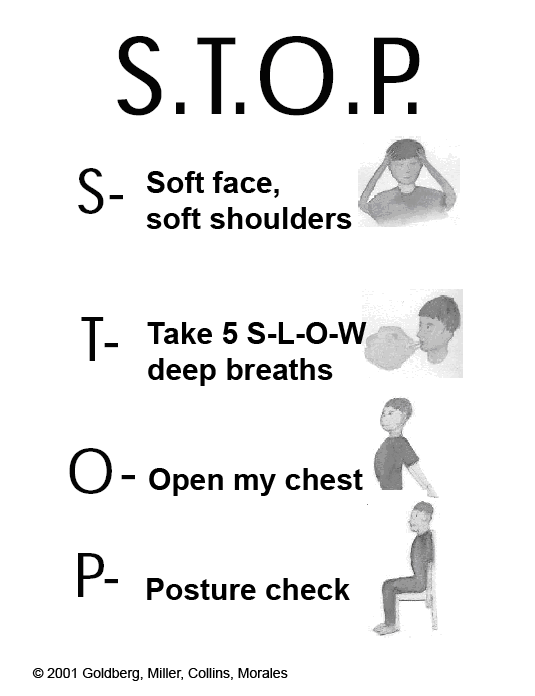 S.T.O.P.
S- Soft face,
soft shoulders
T- Take 5 S-L-O-W
deep breaths
O- Open my chest
P- Posture check
© 2001 Goldberg, Miller, Collins, Morales